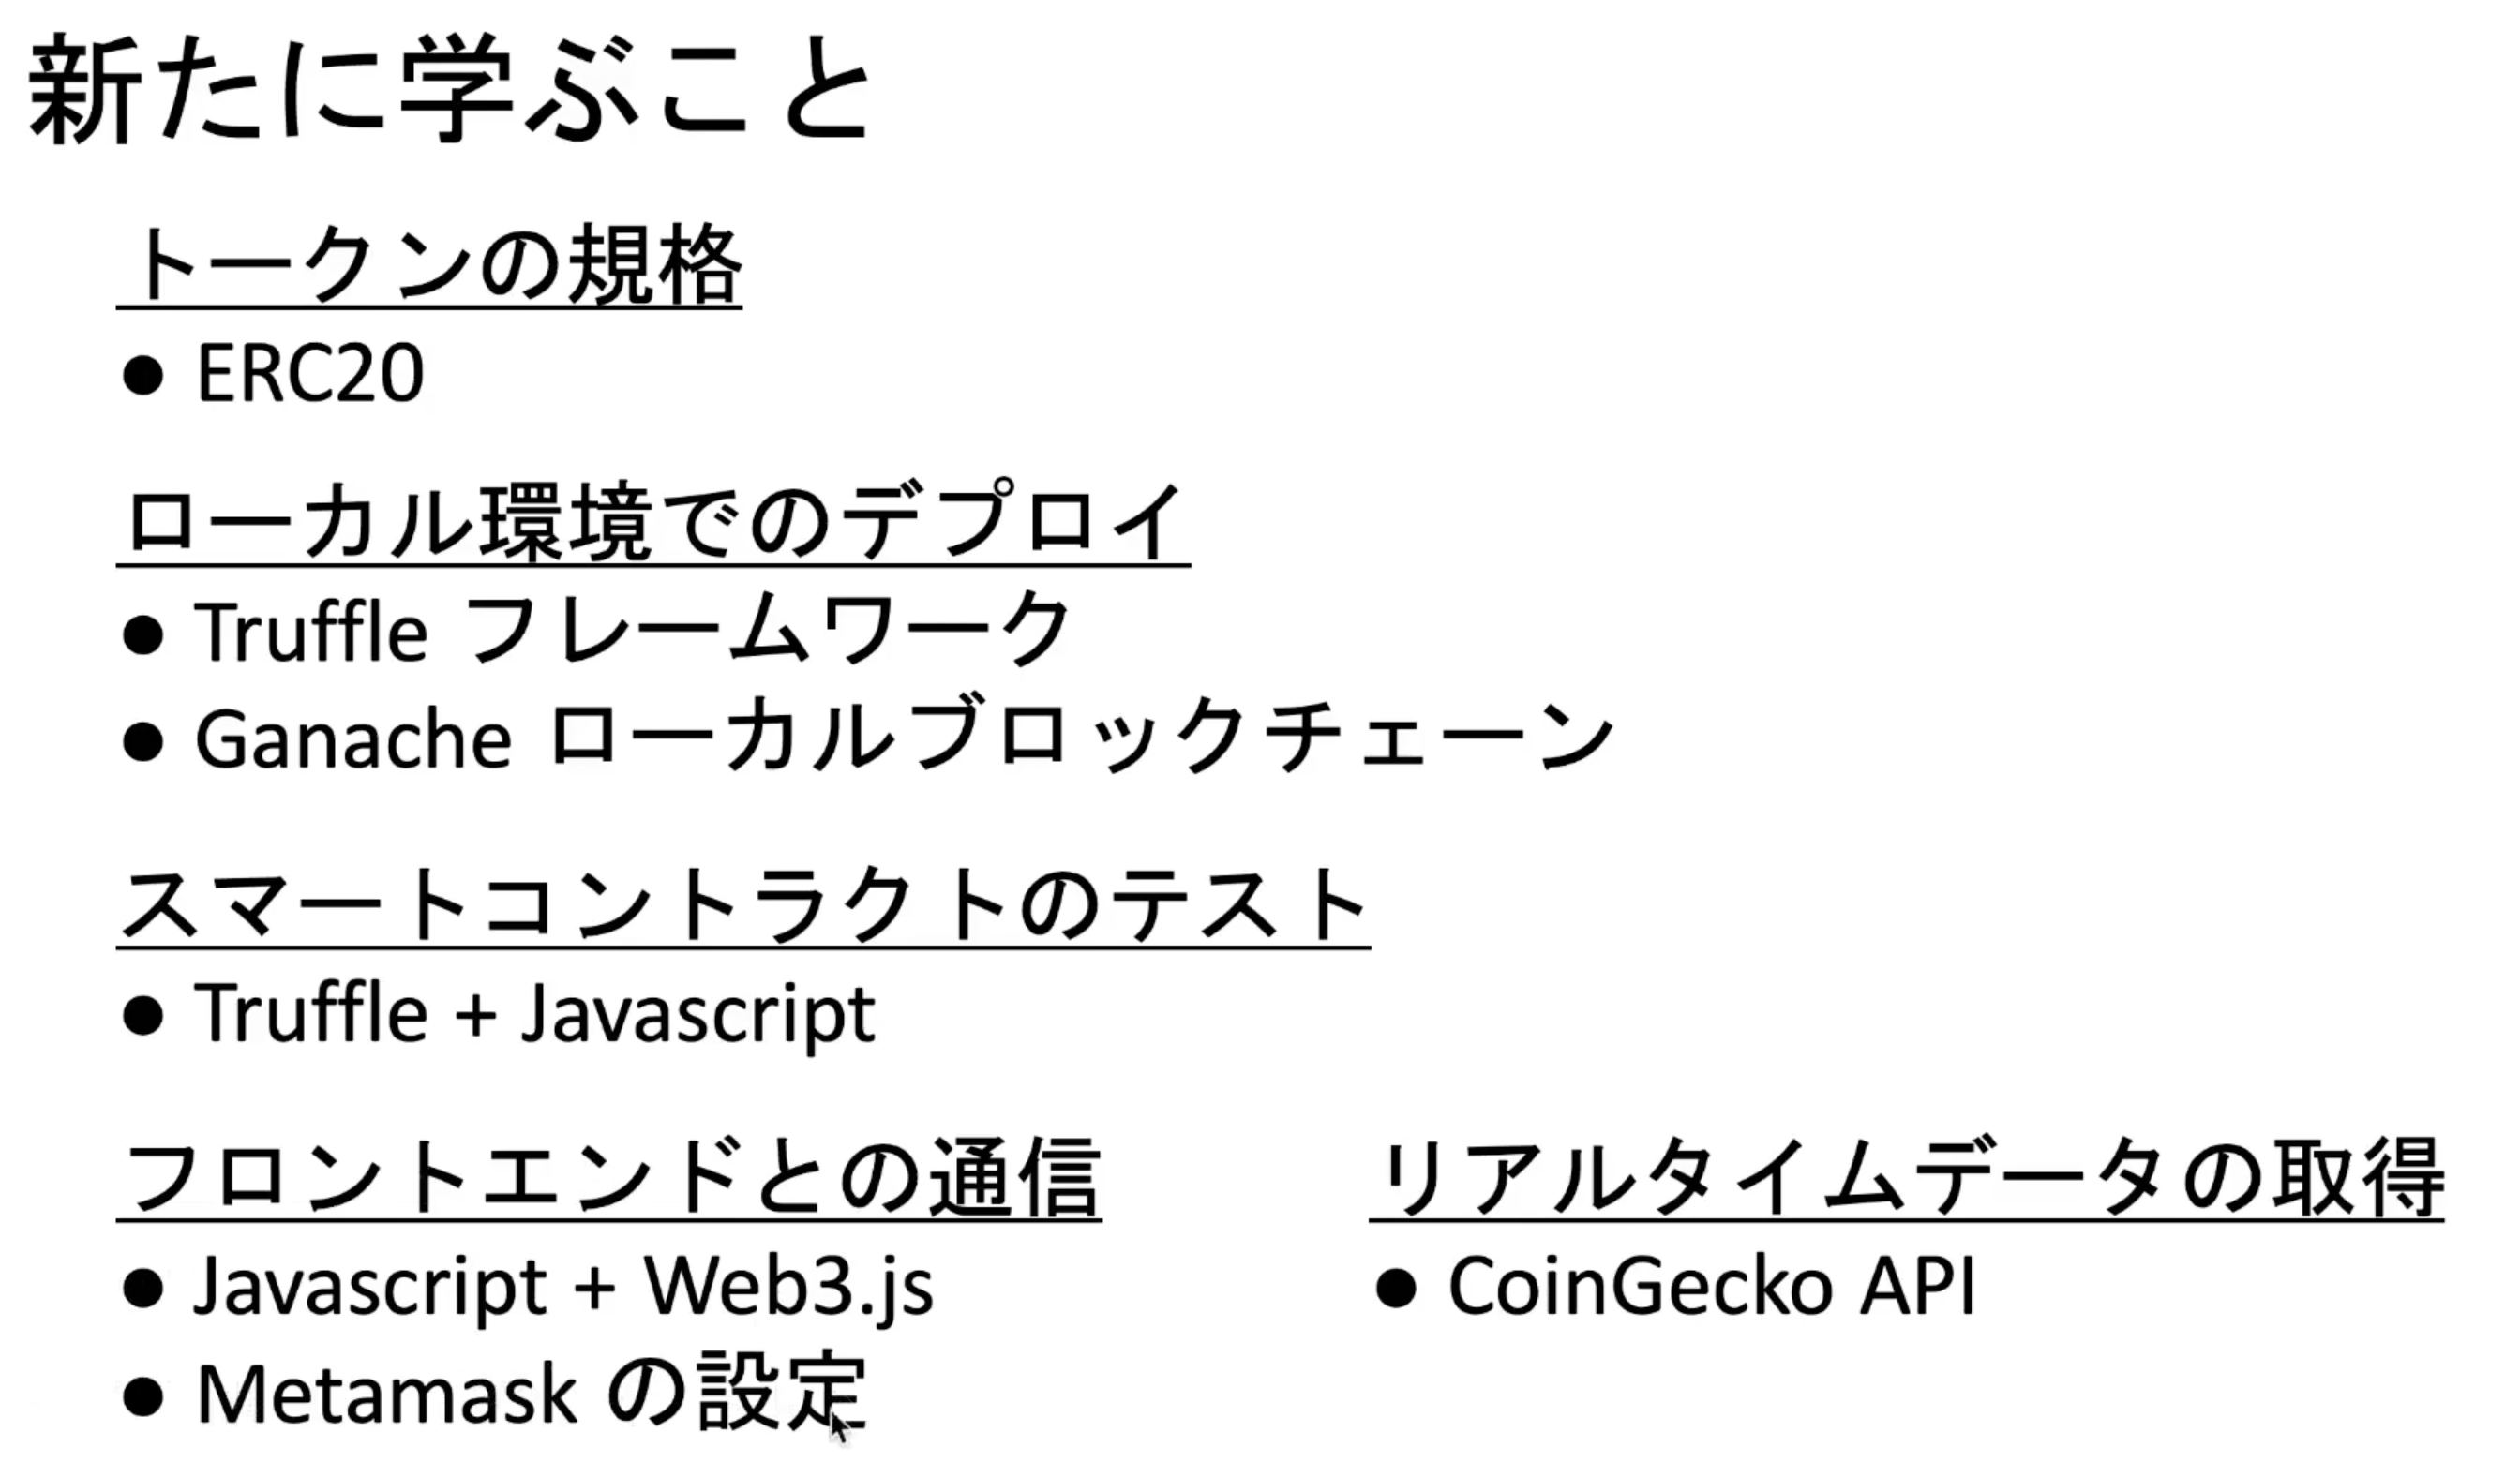 新たに学ぶこと
トークンの規格
● ERC20
ローカル環境でのデプロイ
● Truffle フレームワーク
● Ganache ローカルブロックチェーン
スマートコントラクトのテスト
● Truffle + Javascript
フロントエンドとの通信
● Javascript + Web3.js
● Metamask の設定
リアルタイムデータの取得
● CoinGecko API